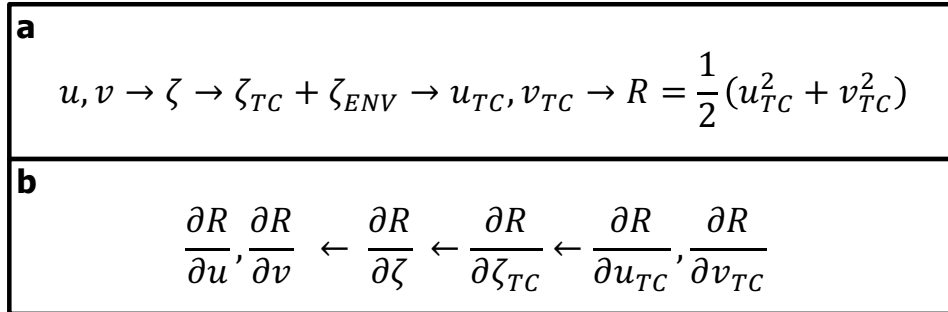 a
u, v → ζ → ζ_TC + ζ_ENV → u_TC, v_TC → R = 1/2 (u_TC^2 + v_TC^2)
b
∂R/∂u, ∂R/∂v ← ∂R/∂ζ ← ∂R/∂ζ_TC ← ∂R/∂u_TC, ∂R/∂v_TC